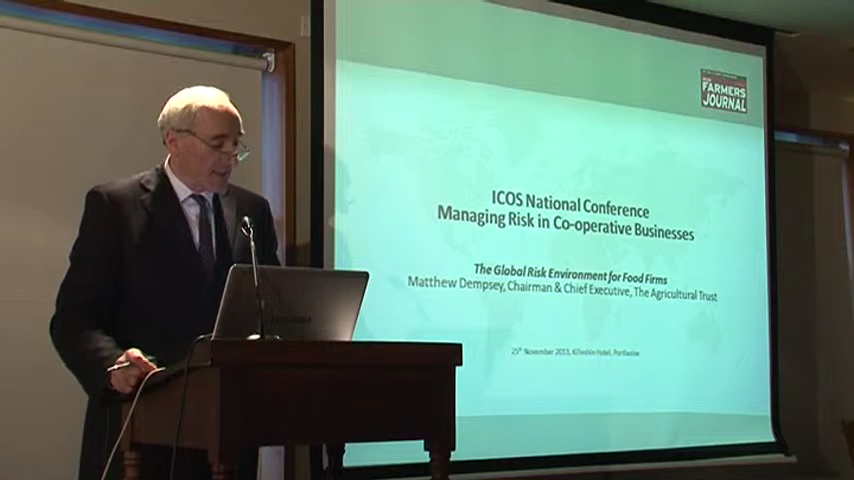 FARMERS
JOURNAL
ICOS National Conference
Managing Risk in Co-operative Businesses
The Global Risk Environment for Food Firms
Matthew Dempsey, Chairman & Chief Executive, The Agricultural Trust
25th November 2013, Killeshin Hotel, Portlaoise